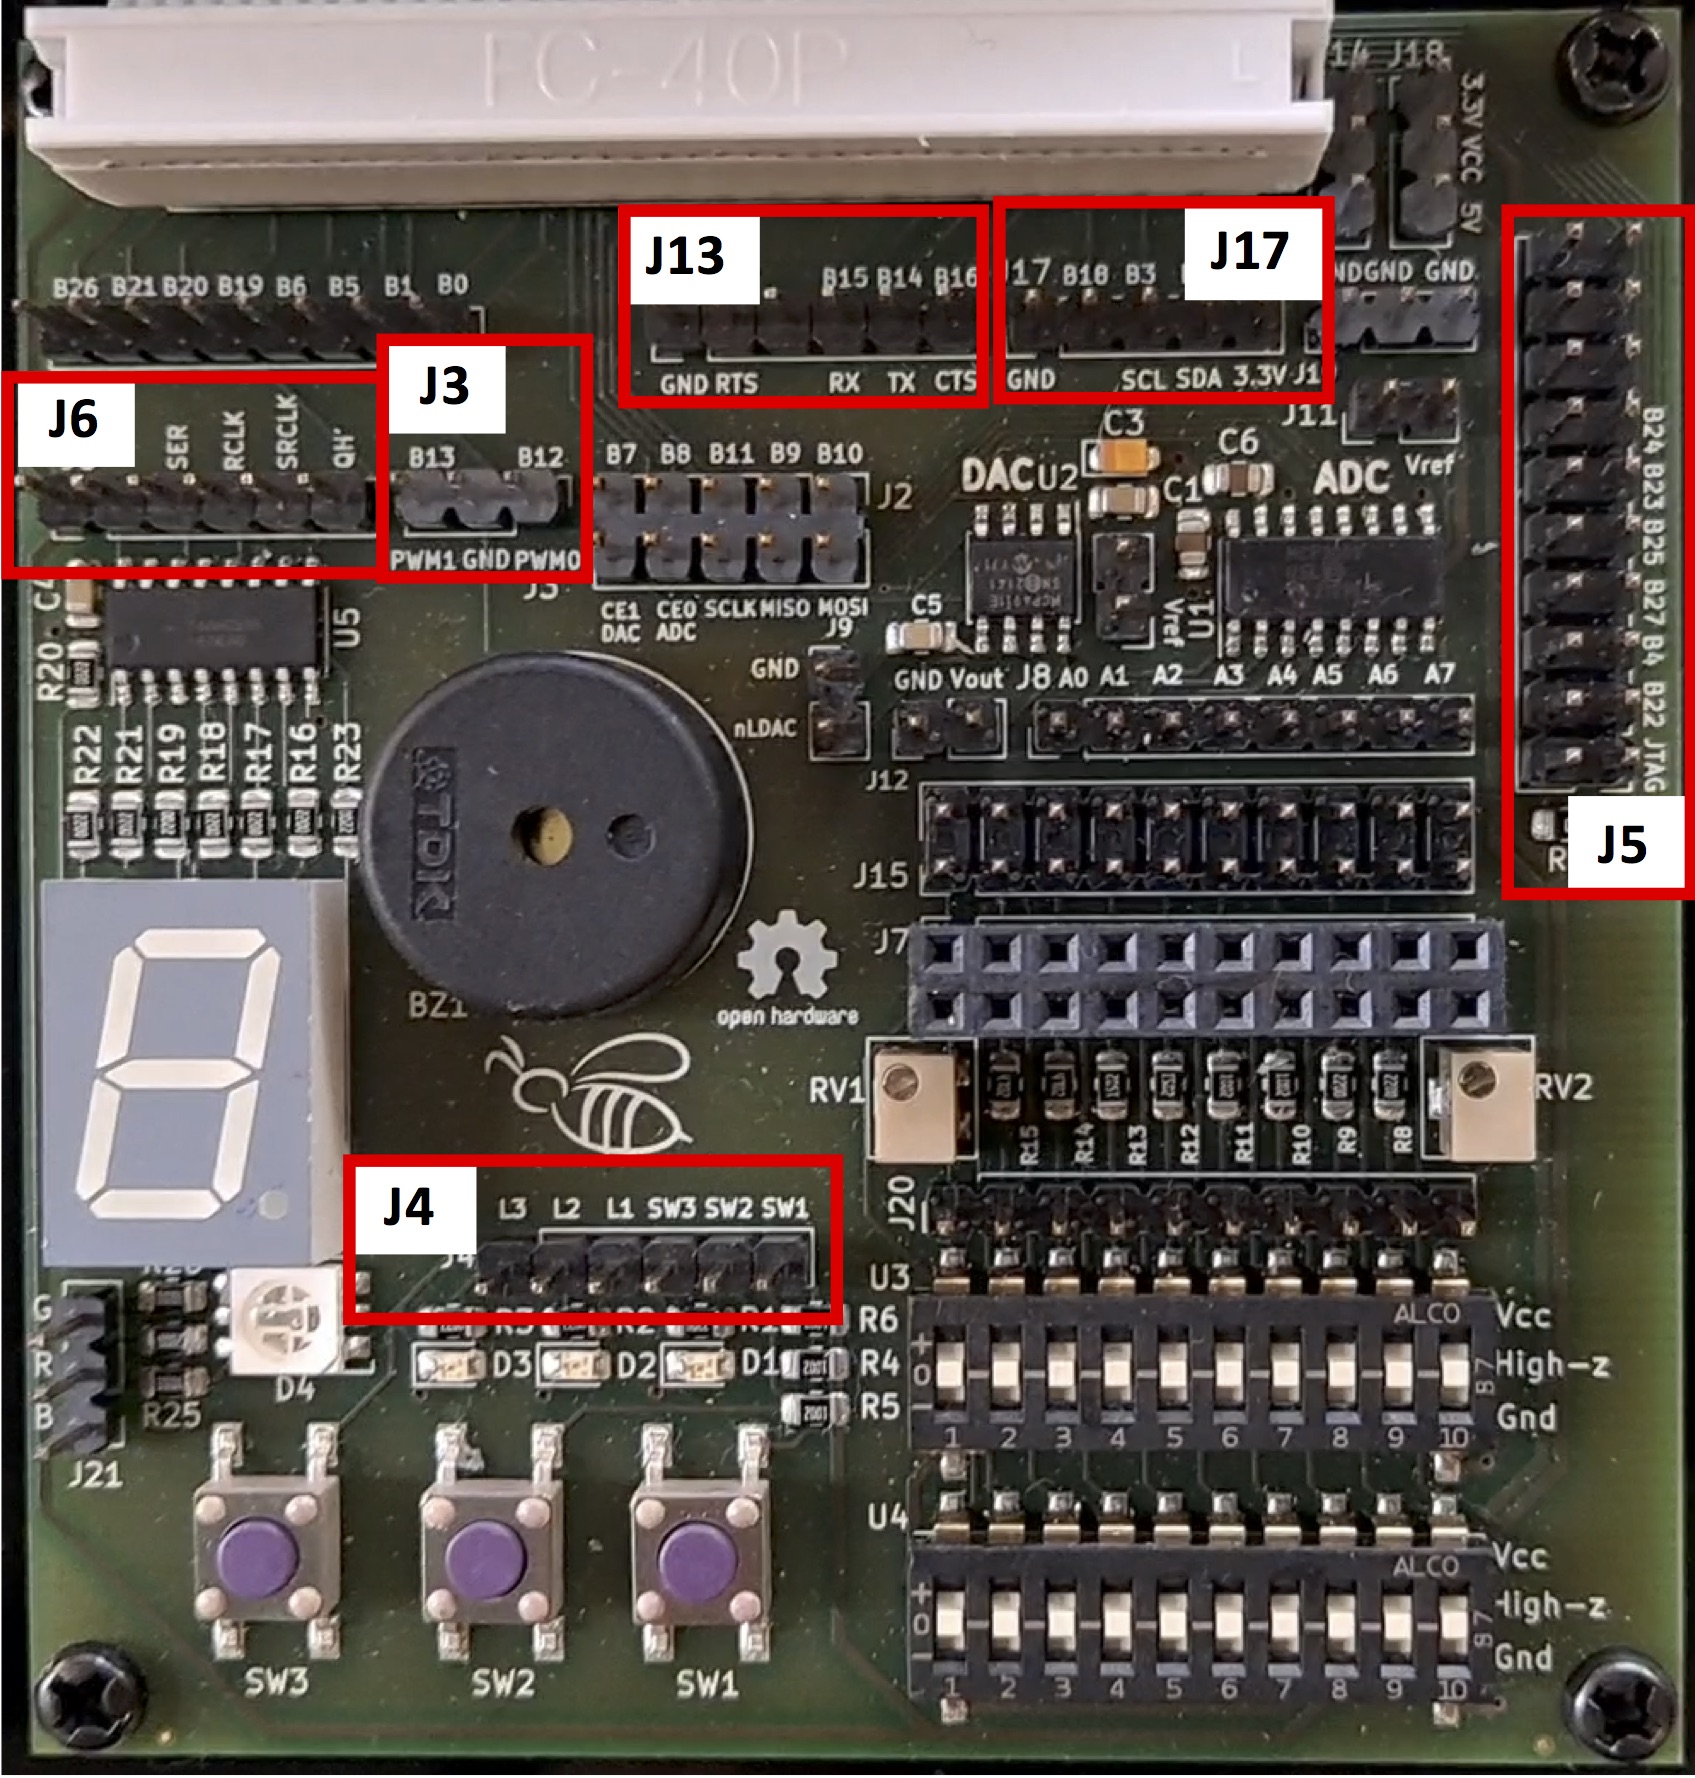 FC-40P L
14 J18
3.3V VCC 5V
J13
J17
J17
B15 B14 B16
B18 B3
NDGND GND
B26 B21 B20 B19 B6 B5 B1 B0
J3
J6
GND RTS RX TX CTS
GND SCL SDA 3.3V J1
SER
RCLK
SRCLK
QH'
B13 B12
PWM1 GND PWM0
J3
B7 B8 B11 B9 B10
J2
CE1 CE0 SCLK MISO MOSI
DAC ADC
J9
C3
C6
J11
Vref
DAC U2
C1
ADC
B24 B23 B25 B27 B4 B22 JTAG
J5
C4
R20
U5
C5
Vref
U1
GND
nLDAC
GND Vout J8 A0 A1 A2 A3 A4 A5 A6 A7
R22
R21
R19
R18
R17
R16
R23
J12
J15
TDK
J7
BZ1
open hardware
RV1
RV2
R15
R14
R13
R12
R11
R10
R9
R8
J4
L3 L2 L1 SW3 SW2 SW1
J4
J20
U3
G
R
B
J21
R25
D4
R3 R2 R1 R6
D3 D2 D1 R4
R5
ALCO
Vcc
High-z
Gnd
+
0
1 2 3 4 5 6 7 8 9 10
U4
ALCO
Vcc
High-z
Gnd
+
0
1 2 3 4 5 6 7 8 9 10
SW3 SW2 SW1